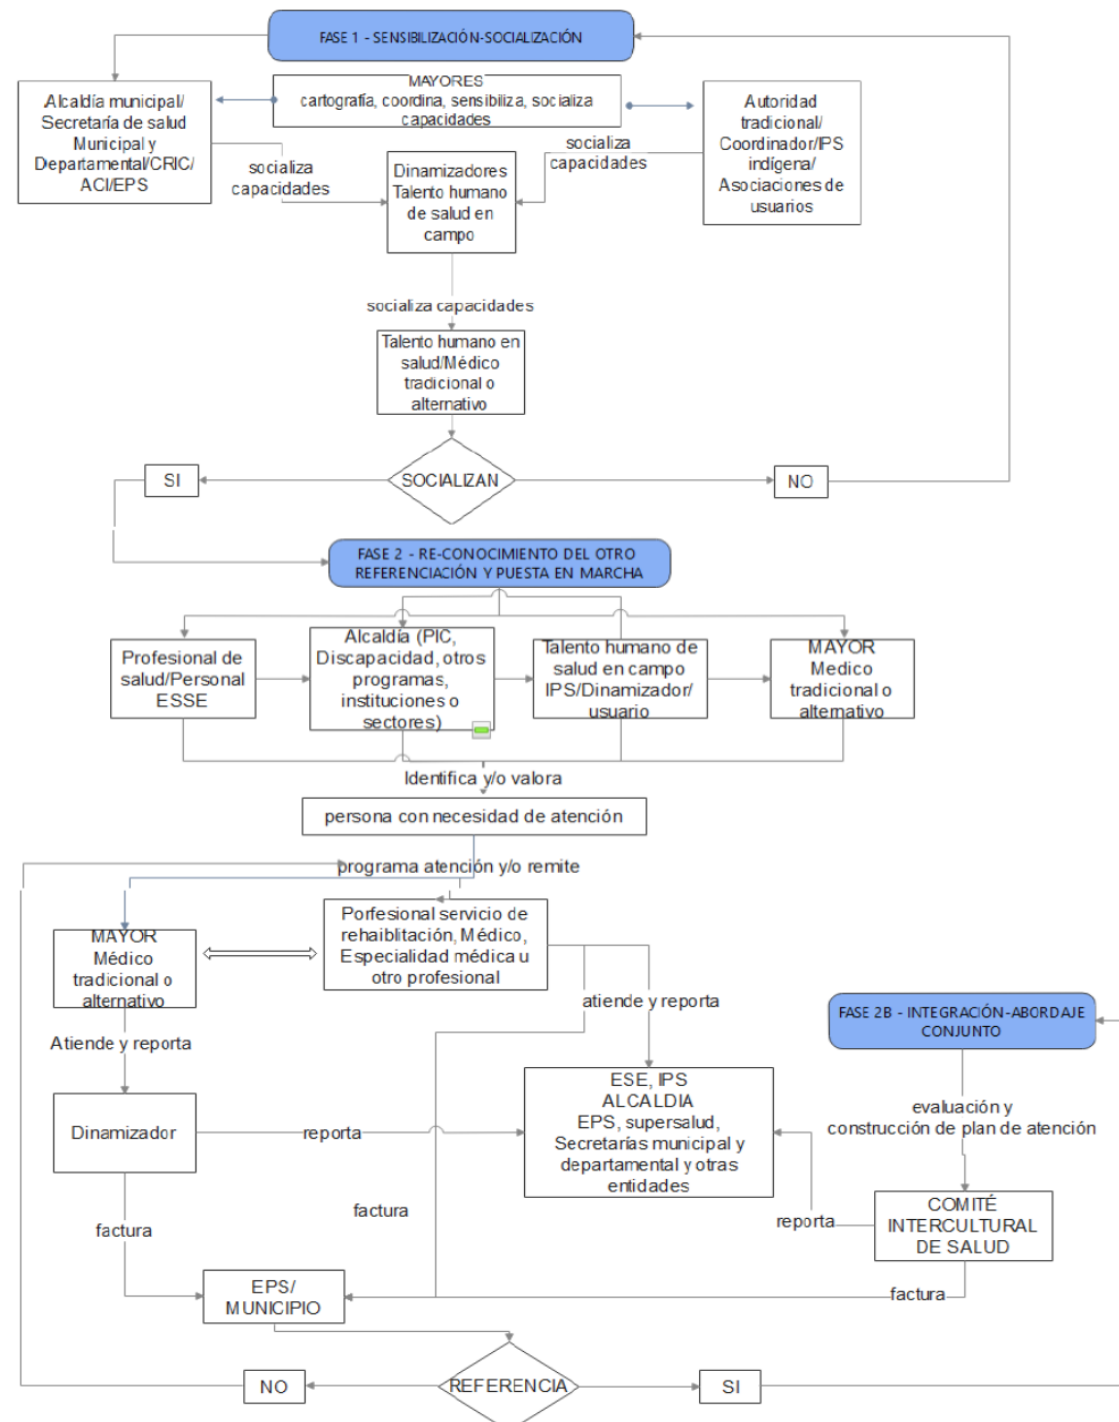 FASE 1 - SENSIBILIZACIÓN-SOCIALIZACIÓN
MAYORES
cartografía, coordina, sensibiliza, socializa
capacidades
Alcaldía municipal/
Secretaría de salud
Municipal y
Departamental/CRIC/
ACI/EPS
Autoridad
tradicional/
Coordinador/IPS
indígena/
Asociaciones de
usuarios
socializa
capacidades
Dinamizadores
Talento humano
de salud en
campo
socializa
capacidades
socializa capacidades
Talento humano en
salud/Médico
tradicional o
alternativo
SI
SOCIALIZAN
NO
FASE 2 - RE-CONOCIMIENTO DEL OTRO
REFERENCIACIÓN Y PUESTA EN MARCHA
Profesional de
salud/Personal
ESSE
Alcaldía (PIC,
Discapacidad, otros
programas,
instituciones o
sectores)
Talento humano de
salud en campo
IPS/Dinamizador/
usuario
MAYOR
Medico
tradicional o
alternativo
Identifica y/o valora
persona con necesidad de atención
programa atención y/o remite
MAYOR
Médico
tradicional o
alternativo
Porfesional servicio de
rehaiblitación, Médico,
Especialidad médica u
otro profesional
atiende y reporta
FASE 2B - INTEGRACIÓN-ABORDAJE
CONJUNTO
Atiende y reporta
ESE, IPS
ALCALDIA
EPS, supersalud,
Secretarías municipal y
departamental y otras
entidades
evaluación y
construcción de plan de atención
Dinamizador
reporta
COMITÉ
INTERCULTURAL
DE SALUD
reporta
factura
factura
EPS/
MUNICIPIO
factura
NO
REFERENCIA
SI